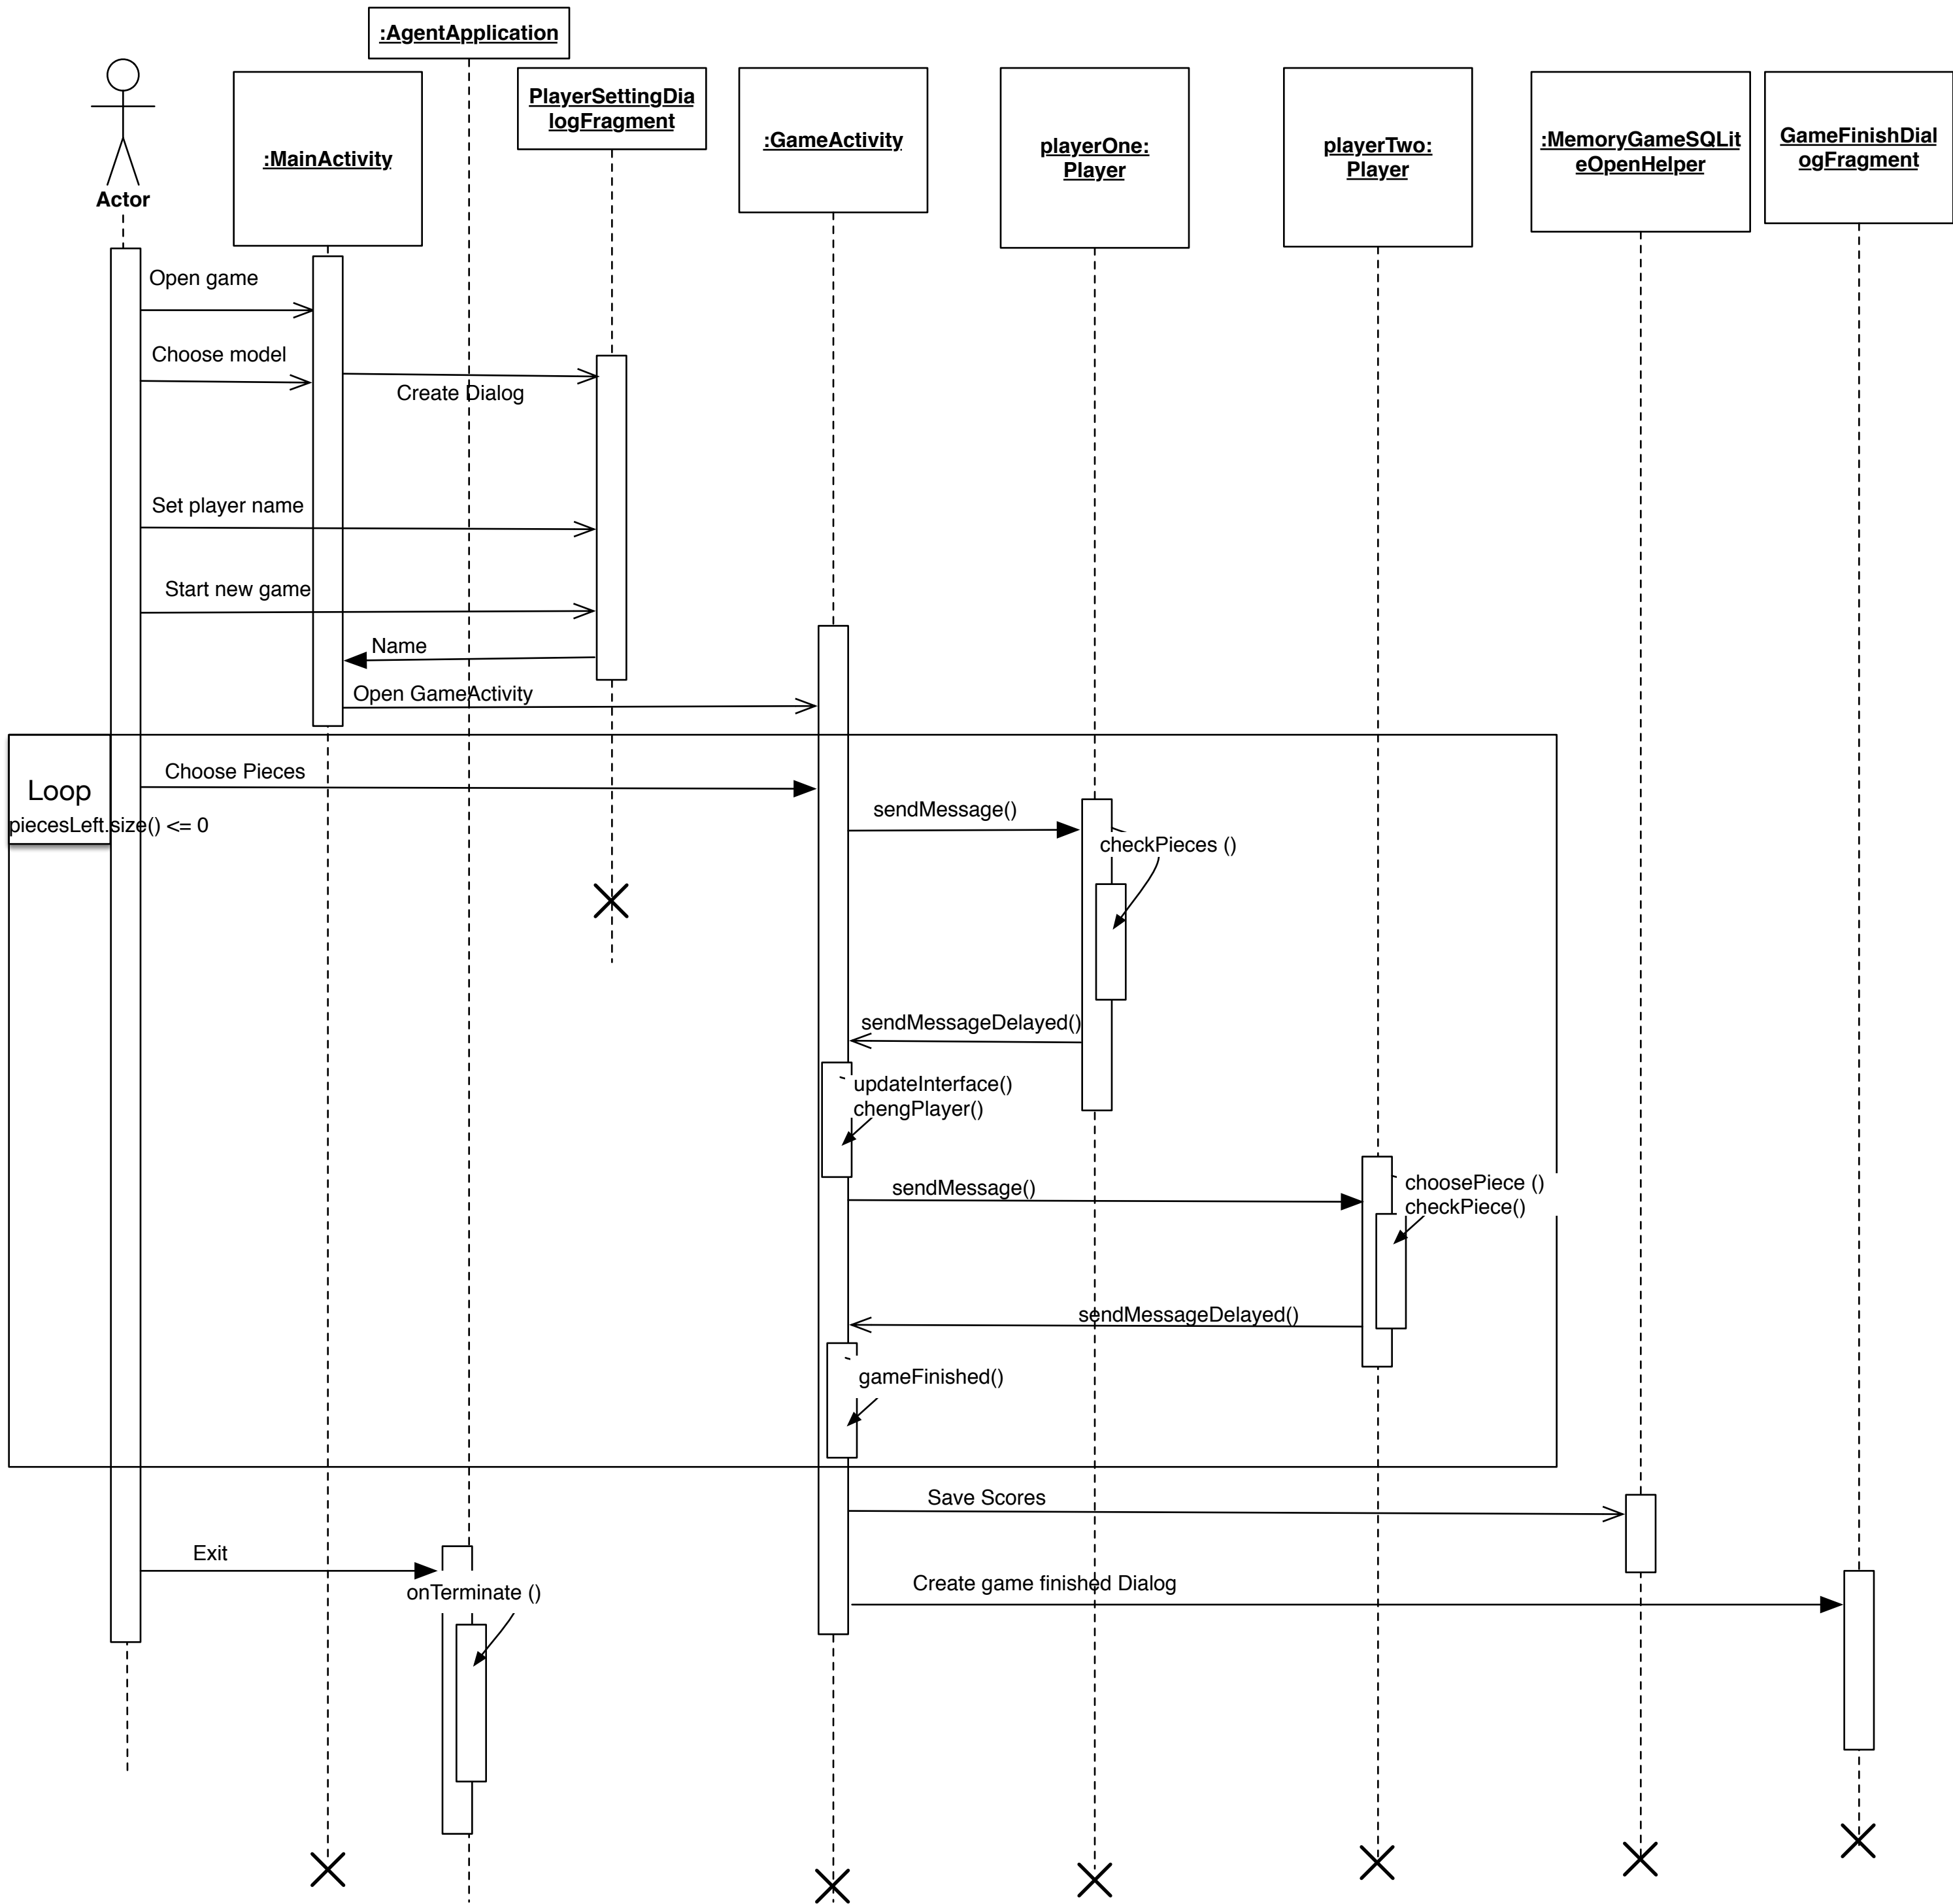 :AgentApplication
Actor
:MainActivity
PlayerSettingDia
logFragment
:GameActivity
playerOne:
Player
playerTwo:
Player
:MemoryGameSQLit
eOpenHelper
GameFinishDial
ogFragment
Open game
Choose model
Create Dialog
Set player name
Start new game
Name
Open GameActivity
Loop
piecesLeft.size() <= 0
Choose Pieces
sendMessage()
checkPieces ()
sendMessageDelayed()
updateInterface()
chengPlayer()
sendMessage()
choosePiece ()
checkPiece()
sendMessageDelayed()
gameFinished()
Save Scores
Exit
onTerminate ()
Create game finished Dialog